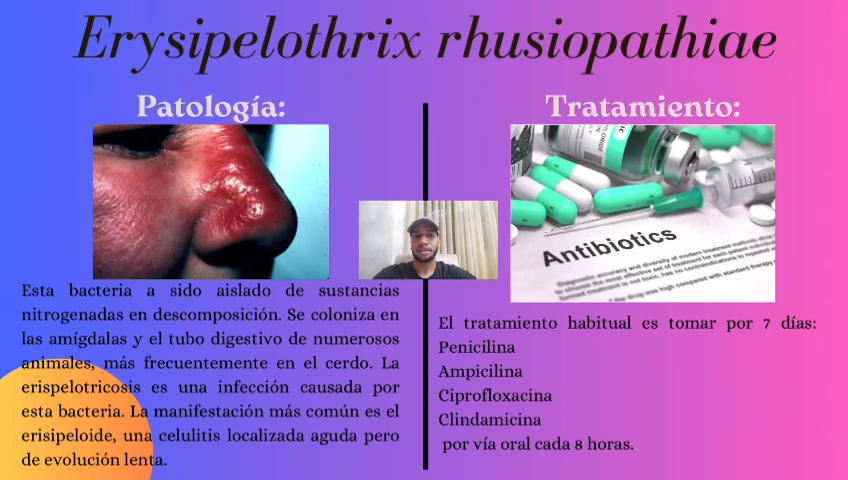 Erysipelothrix rhusiopathiae
Patología:
Esta bacteria a sido aislado de sustancias
nitrogenadas en descomposición. Se coloniza en
las amígdalas y el tubo digestivo de numerosos
animales, más frecuentemente en el cerdo. La
erispelotricosis es una infección causada por
esta bacteria. La manifestación más común es el
erisipeloide, una celulitis localizada aguda pero
de evolución lenta.
Tratamiento:
Antibiotics
El tratamiento habitual es tomar por 7 días:
Penicilina
Ampicilina
Ciprofloxacina
Clindamicina
por vía oral cada 8 horas.